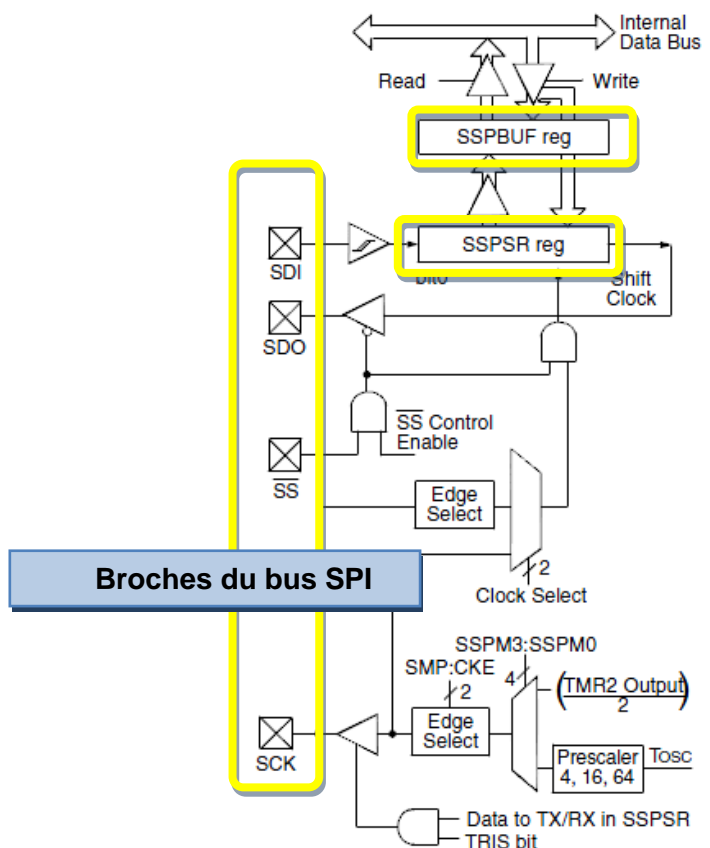 Internal
Data Bus
Read
Write
SSPBUF reg
SSPSR reg
SDI
bit0
Shift
Clock
SDO
SS Control
Enable
SS
Edge
Select
2
Clock Select
Broches du bus SPI
SSPM3:SSPM0
SMP:CKE
4
2
(TMR2 Output)
2
Edge
Select
Prescaler
4, 16, 64
Tosc
SCK
Data to TX/RX in SSPSR
TRIS bit